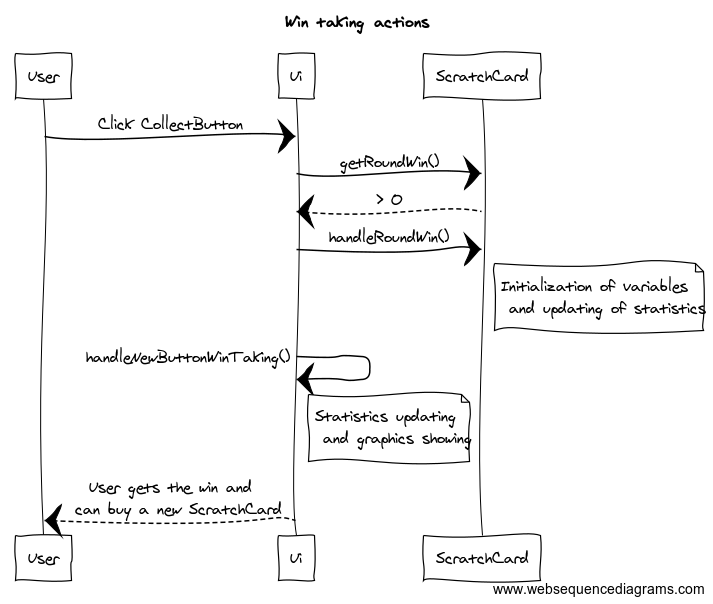 Win taking actions
User
Ui
ScratchCard
Click CollectButton
getRoundWin()
> 0
handleRoundWin()
Initialization of variables
and updating of statistics
handleNewButtonWinTaking()
Statistics updating
and graphics showing
User gets the win and
can buy a new ScratchCard
User
Ui
ScratchCard
www.websequencediagrams.com